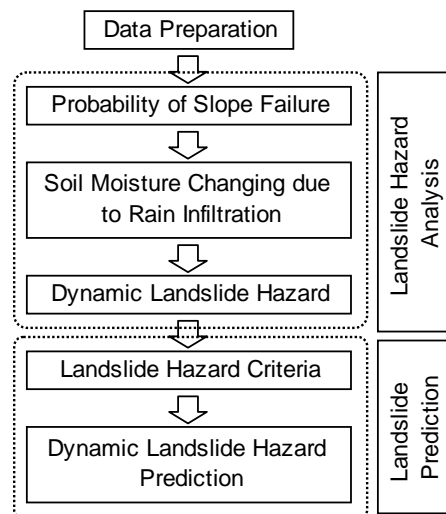 Data Preparation
Probability of Slope Failure
Soil Moisture Changing due
to Rain Infiltration
Dynamic Landslide Hazard
Landslide Hazard
Analysis
Landslide Hazard Criteria
Dynamic Landslide Hazard
Prediction
Landslide
Prediction